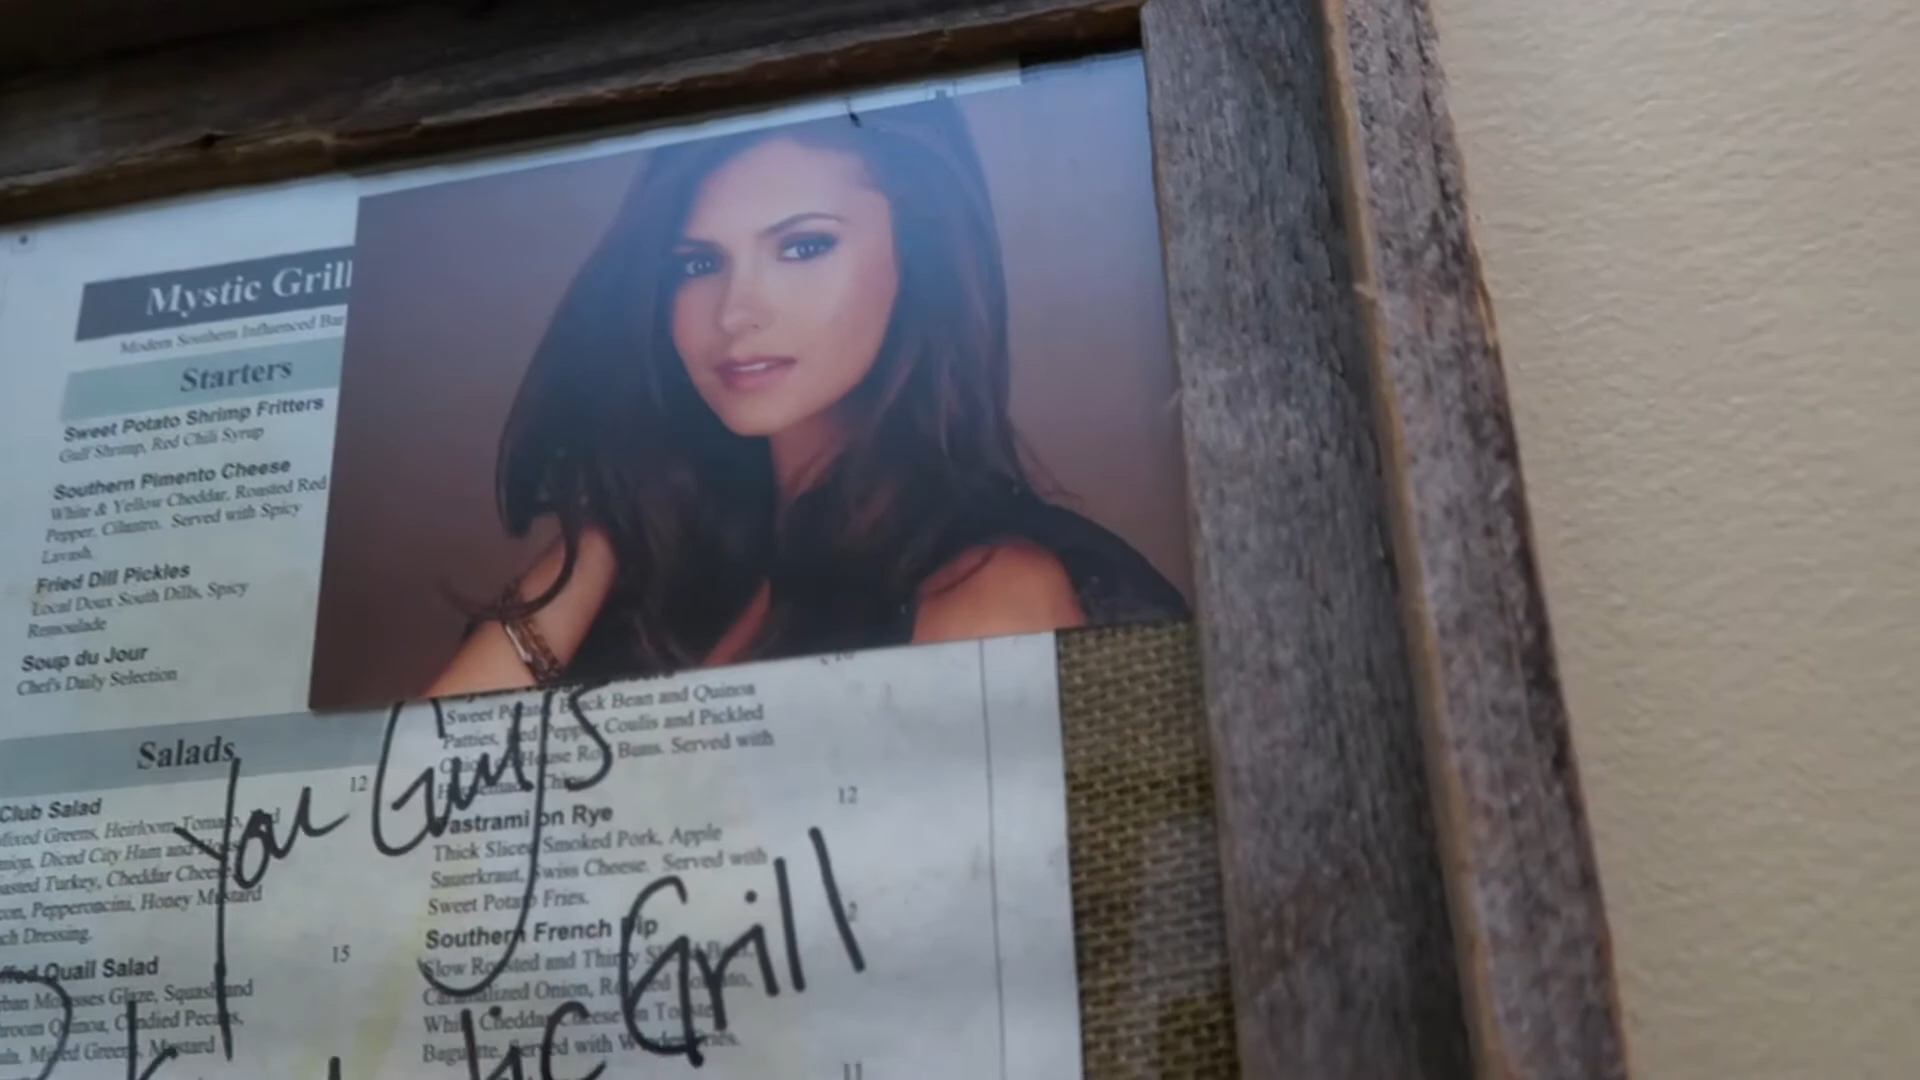 Mystic Grill
Modern Southern Influenced Bar
Starters
Sweet Potato Shrimp Fritters
Gulf Shrimp, Red Chili Syrup
Southern Pimento Cheese
White & Yellow Cheddar, Roasted Red
Pepper, Cilantro. Served with Spicy
Lavash.
Fried Dill Pickles
Local Doux South Dills, Spicy
Remoulade
Soup du Jour
Chef's Daily Selection
Salads
12
Club Salad
Mixed Greens, Heirloom Tomato,
Diced City Ham and
Turkey, Cheddar Cheese,
Pepperoncini, Honey Mustard
Dressing.
15
Quail Salad
Glaze, Squash and
Quinoa, Candied Pecans,
Mixed Greens, Mustard
Sweet Potato, Black Bean and Quinoa
Patties, Red Pepper Coulis and Pickled
House Buns. Served with
12
Pastrami on Rye
Thick Sliced Smoked Pork, Apple
Sauerkraut, Swiss Cheese. Served with
Sweet Potato Fries.
2
Southern French Dip
Slow Roasted and Thinly
Caramelized Onion,
White Cheddar Cheese on
Baguette. Served with
11
You Guys
Grill